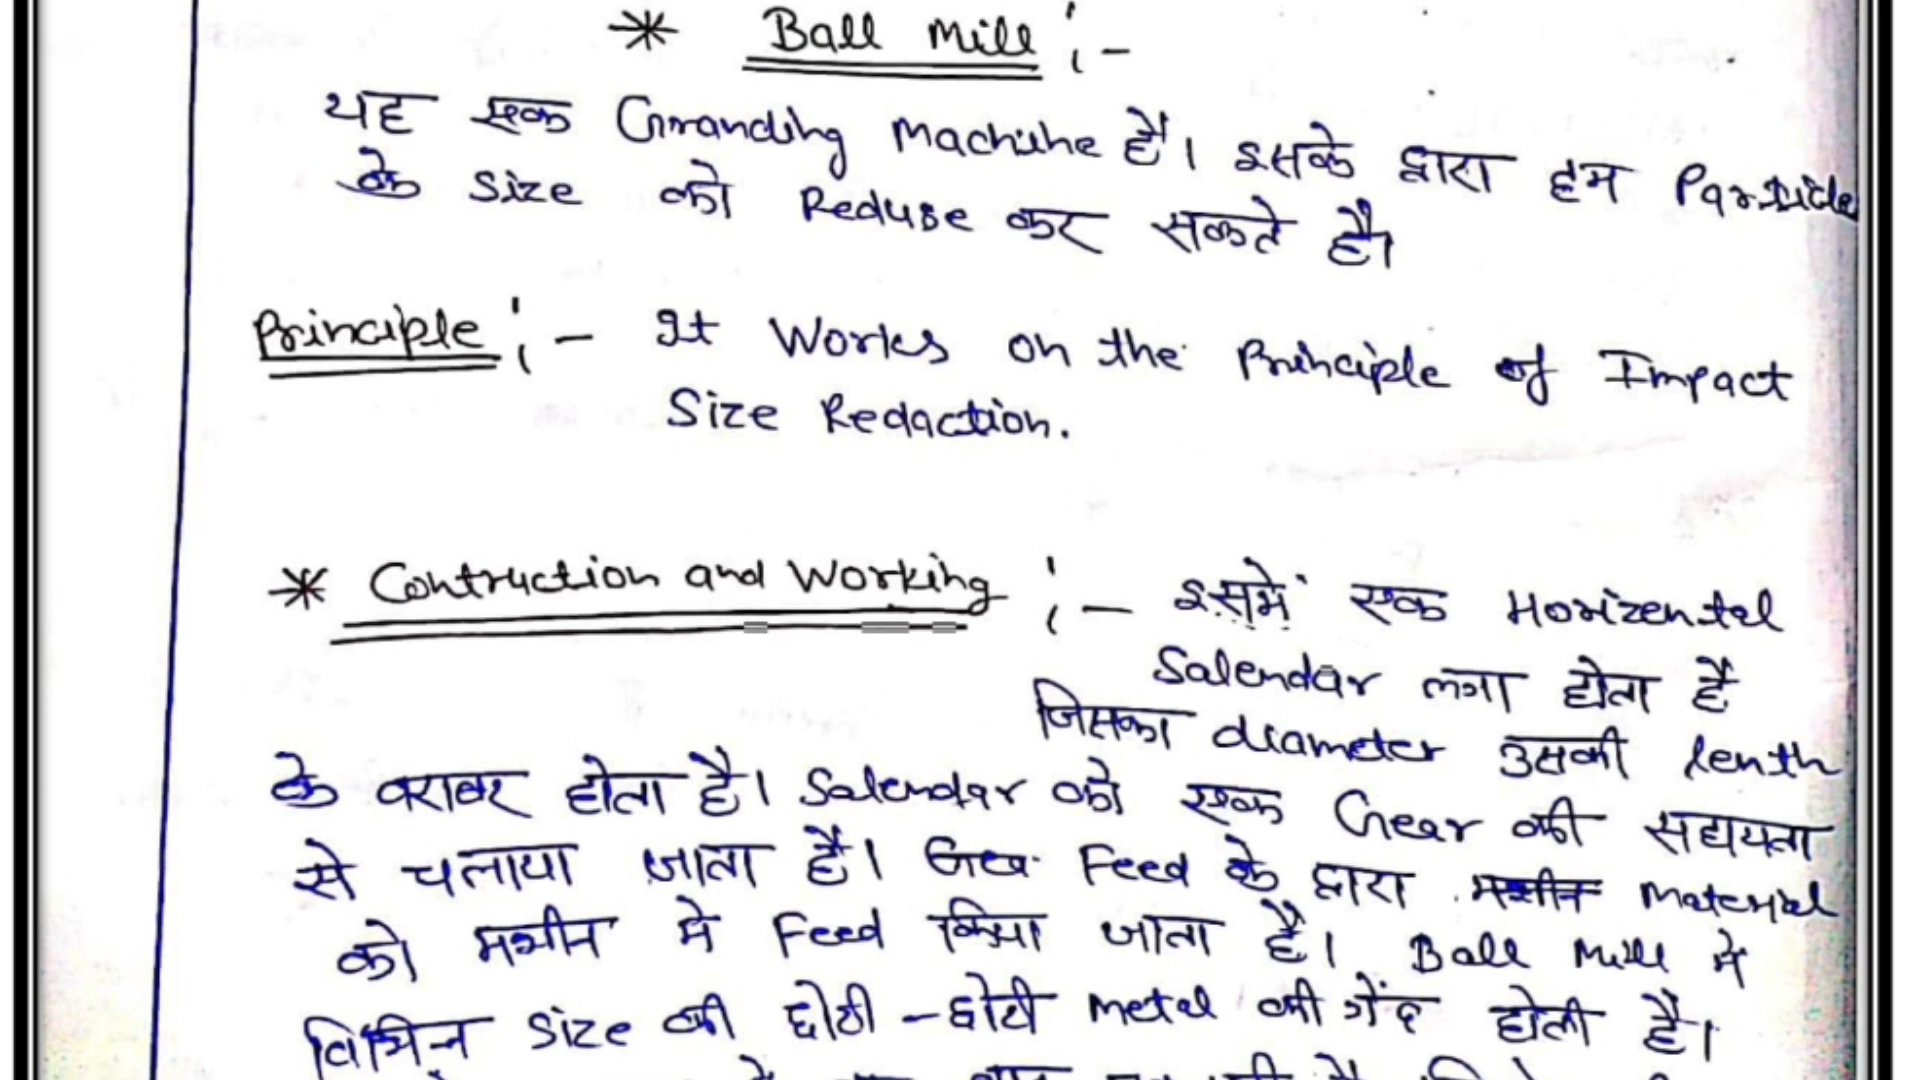 * Ball Mill :-
यह एक Granding Machine है। इसके द्वारा हम Particle
के Size को Reduse कर सकते है।
Principle :- It Works on the Principle of Impact
Size Redaction.
* Contruction and Working :- इसमें एक Horizental
Salendar लगा होता है
जिसका diameter उसकी lenth
के बराबर होता है। Salendar को एक Gear की सहायता
से चलाया जाता है। Gea Feed के द्वारा मशीन Material
को मशीन मे Feed किया जाता है। Ball Mill मे
विभिन्न Size की छोटी-छोटी metal की गेंद होती है।